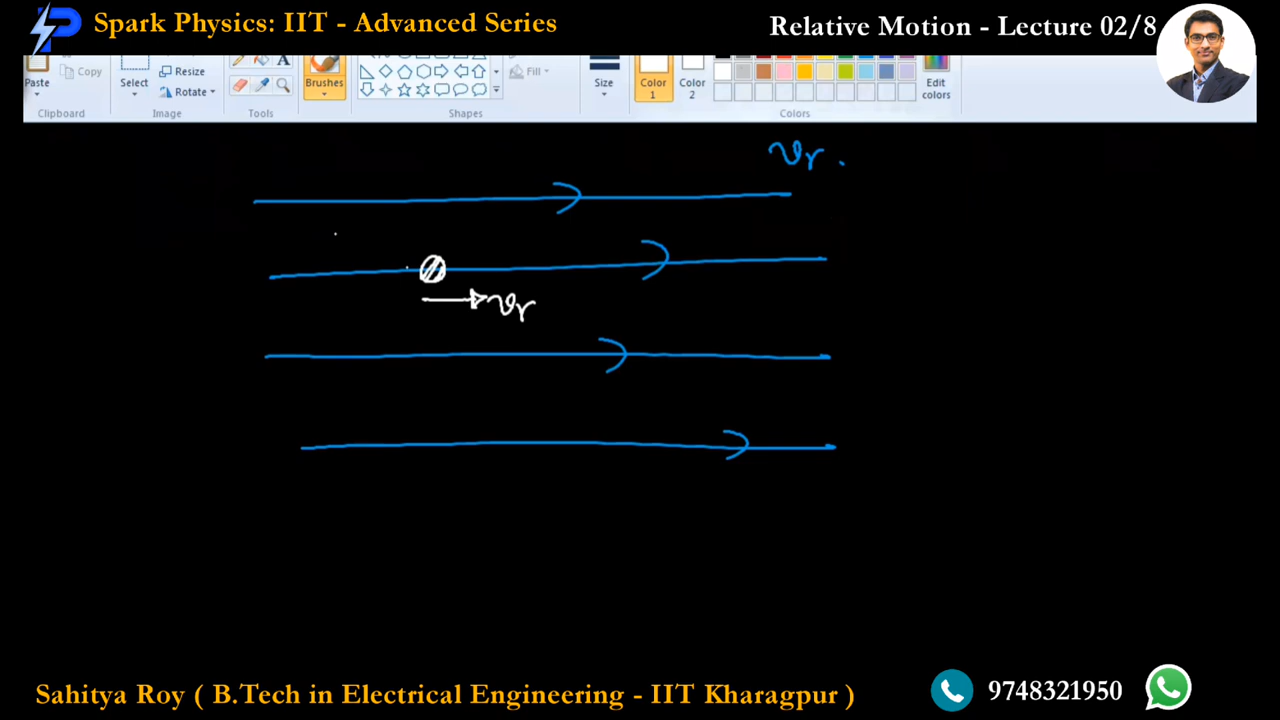 Spark Physics: IIT - Advanced Series
Relative Motion - Lecture 02/8
Paste
Copy
Clipboard
Select
Resize
Rotate
Image
Tools
Brushes
Fill
Shapes
Size
Color
1
Color
2
Edit
colors
Colors
vr.
vr
Sahitya Roy ( B.Tech in Electrical Engineering - IIT Kharagpur )
9748321950